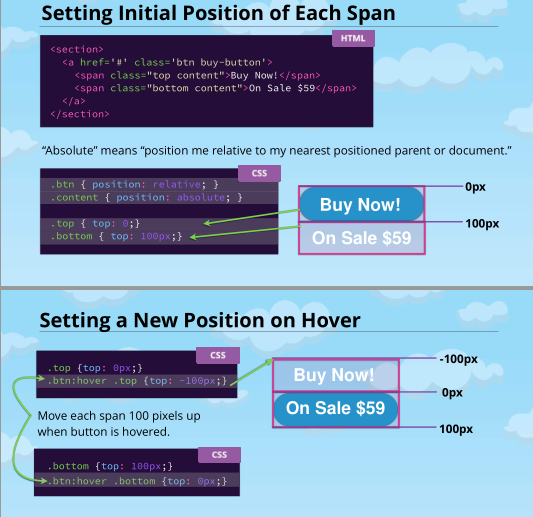 Setting Initial Position of Each Span
HTML
<section>
<a href='#' class='btn buy-button'>
<span class="top content">Buy Now!</span>
<span class="bottom content">On Sale $59</span>
</a>
</section>
“Absolute” means “position me relative to my nearest positioned parent or document.”
CSS
.btn { position: relative; }
.content { position: absolute; }
.top { top: 0;}
.bottom { top: 100px;}
0px
Buy Now!
100px
On Sale $59
Setting a New Position on Hover
CSS
.top {top: 0px;}
.btn:hover .top {top: -100px;}
-100px
Buy Now!
0px
On Sale $59
100px
Move each span 100 pixels up
when button is hovered.
CSS
.bottom {top: 100px;}
.btn:hover .bottom {top: 0px;}